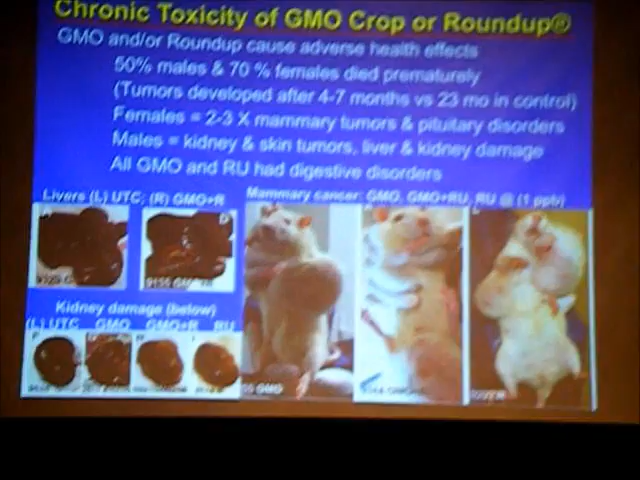 Chronic Toxicity of GMO Crop or Roundup®
GMO and/or Roundup cause adverse health effects
50% males & 70 % females died prematurely
(Tumors developed after 4-7 months vs 23 mo in control)
Females = 2-3 X mammary tumors & pituitary disorders
Males = kidney & skin tumors, liver & kidney damage
All GMO and RU had digestive disorders
Livers (L) UTC; (R) GMO+R
Mammary cancer: GMO, GMO+RU, RU @ (1 ppb)
Kidney damage (below)
(L) UTC GMO GMO+R RU
GMO